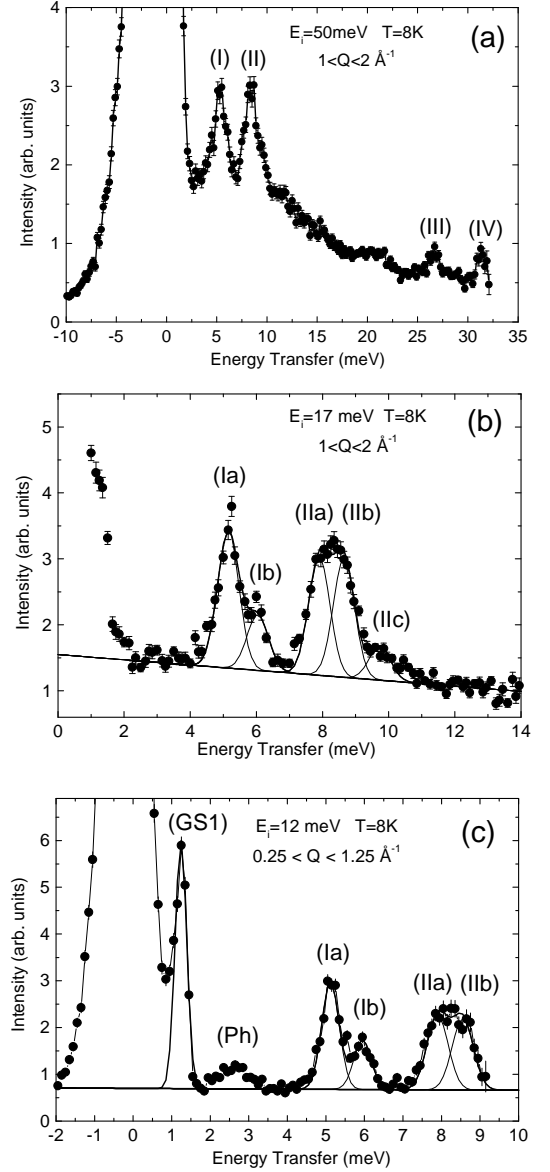 4
3
2
1
0
Intensity (arb. units)
E_i=50meV T=8K
1<Q<2 Å⁻¹
(a)
(I)
(II)
(III)
(IV)
-10 -5 0 5 10 15 20 25 30 35
Energy Transfer (meV)
5
4
3
2
1
Intensity (arb. units)
E_i=17 meV T=8K
1<Q<2 Å⁻¹
(b)
(Ia)
(Ib)
(IIa)
(IIb)
(IIc)
0 2 4 6 8 10 12 14
Energy Transfer (meV)
6
5
4
3
2
1
0
Intensity (arb. units)
(GS1)
E_i=12 meV T=8K
0.25 < Q < 1.25 Å⁻¹
(c)
(Ph)
(Ia)
(Ib)
(IIa)
(IIb)
-2 -1 0 1 2 3 4 5 6 7 8 9 10
Energy Transfer (meV)